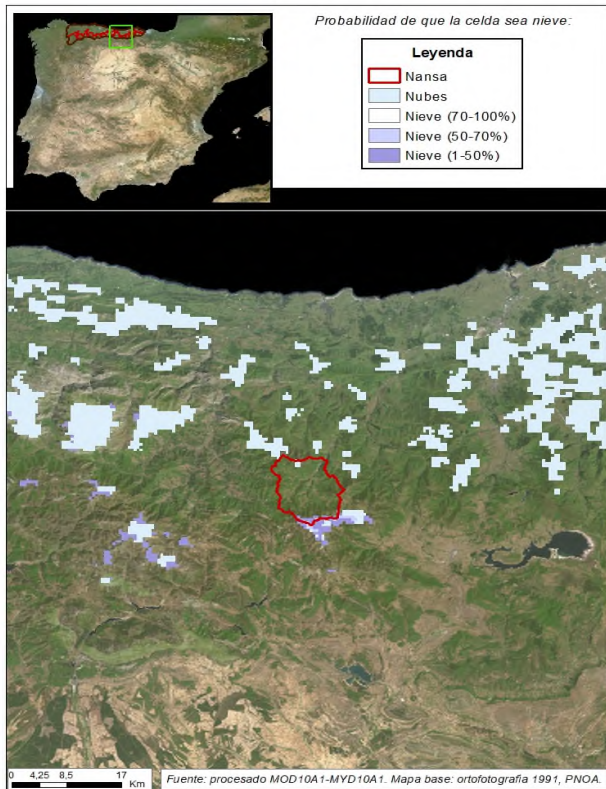 Probabilidad de que la celda sea nieve:
Leyenda
Nansa
Nubes
Nieve (70-100%)
Nieve (50-70%)
Nieve (1-50%)
0 4,25 8,5 17
Km
Fuente: procesado MOD10A1-MYD10A1. Mapa base: ortofotografia 1991, PNOA.